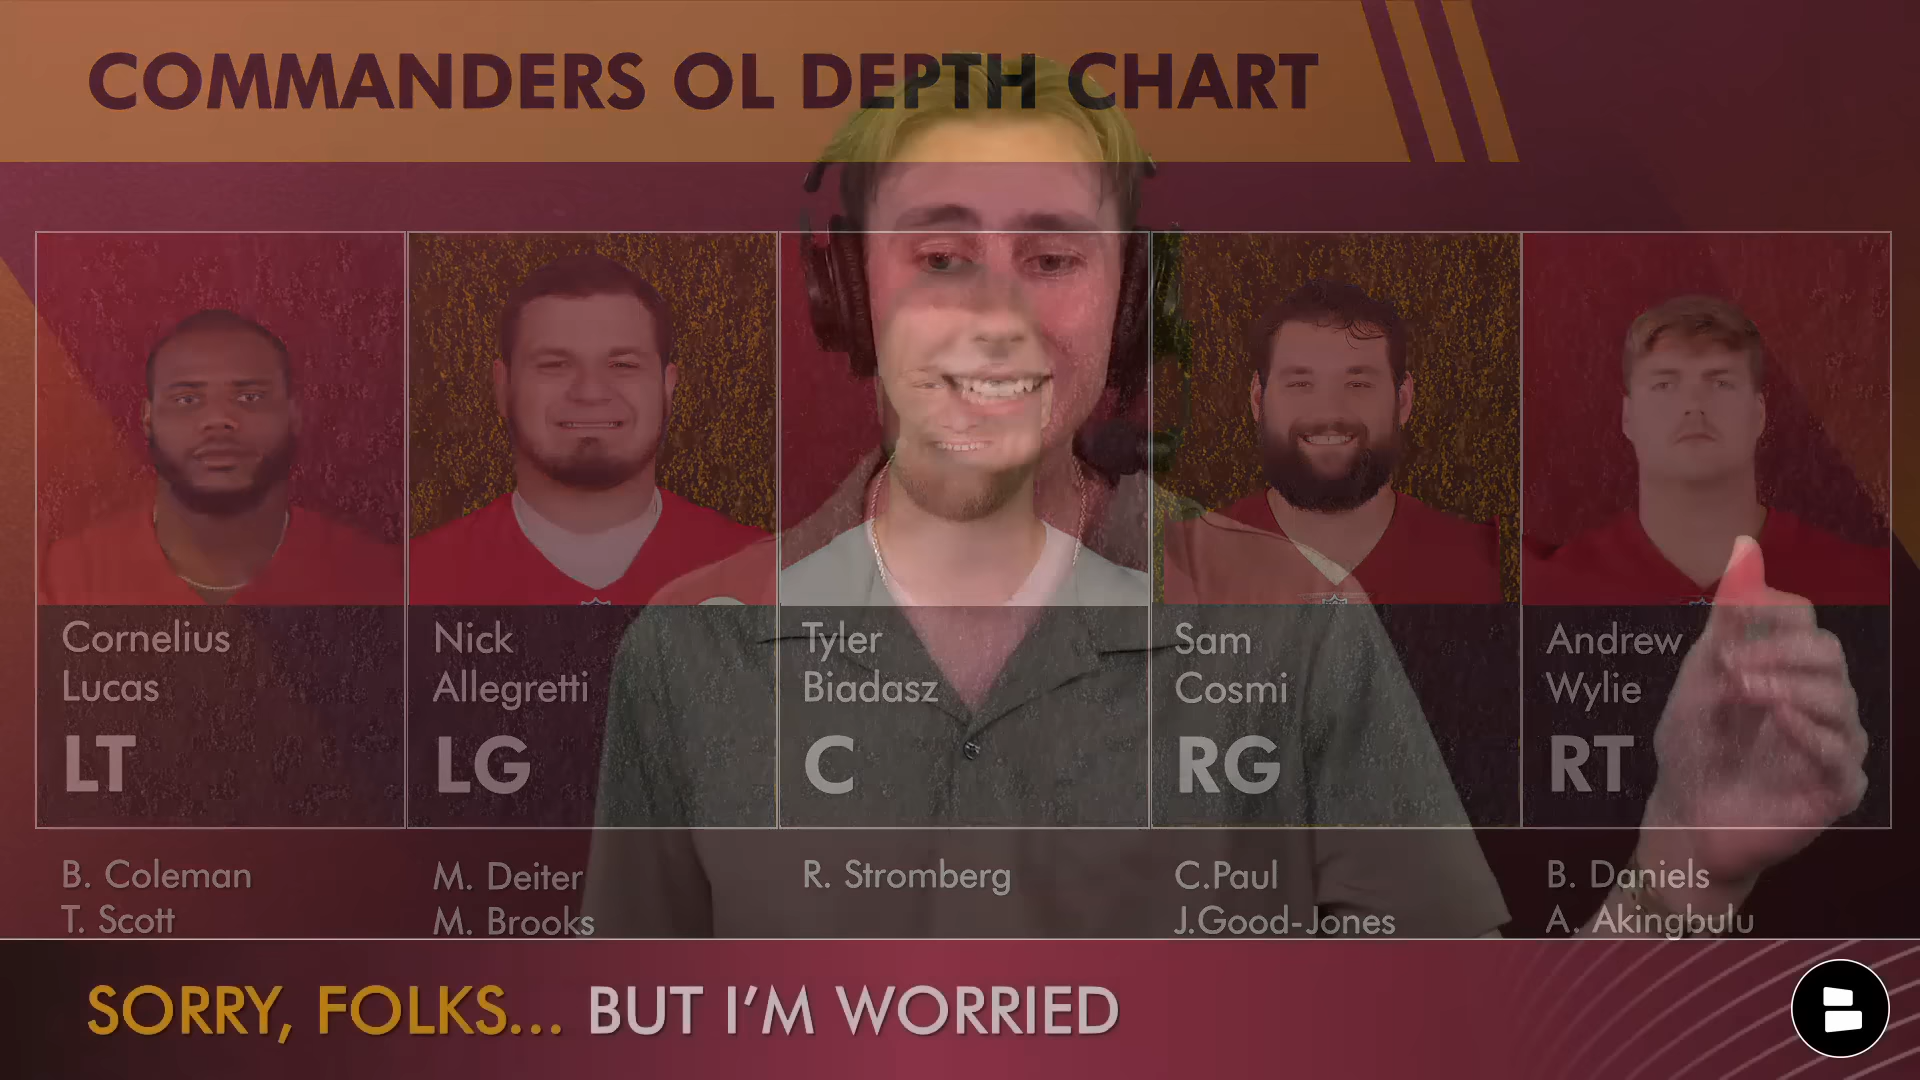 COMMANDERS OL DEPTH CHART
Cornelius
Lucas
LT
Nick
Allegretti
LG
Tyler
Biadasz
C
Sam
Cosmi
RG
Andrew
Wylie
RT
B. Coleman
T. Scott
M. Deiter
M. Brooks
R. Stromberg
C.Paul
J.Good-Jones
B. Daniels
A. Akingbulu
SORRY, FOLKS... BUT I'M WORRIED